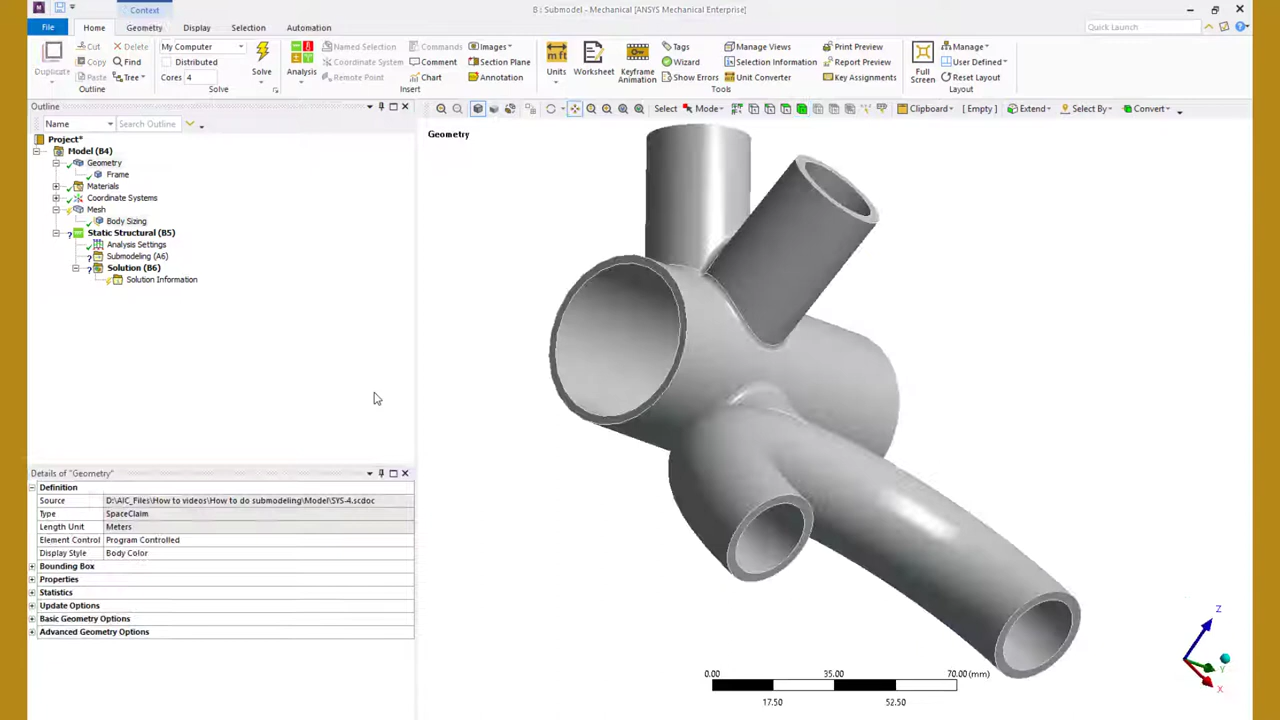 Context
B : Submodel - Mechanical [ANSYS Mechanical Enterprise]
File Home Geometry Display Selection Automation Quick Launch
Duplicate Cut Copy Paste Delete Find Tree Outline
My Computer Distributed Cores 4 Solve Solve
Analysis Named Selection Coordinate System Remote Point Commands Comment Chart Images Section Plane Annotation Insert
Units Worksheet Keyframe Animation Tags Wizard Show Errors Manage Views Selection Information Unit Converter Print Preview Report Preview Key Assignments Tools
Full Screen Manage User Defined Reset Layout Layout
Outline
Name Search Outline
Select Mode Clipboard [ Empty ] Extend Select By Convert
Project*
Model (B4)
Geometry
Frame
Materials
Coordinate Systems
Mesh
Body Sizing
Static Structural (B5)
Analysis Settings
Submodeling (A6)
Solution (B6)
Solution Information
Details of "Geometry"
Definition
Source D:\AIC_Files\How to videos\How to do submodeling\Model\SYS-4.scdoc
Type SpaceClaim
Length Unit Meters
Element Control Program Controlled
Display Style Body Color
Bounding Box
Properties
Statistics
Update Options
Basic Geometry Options
Advanced Geometry Options
Geometry
0.00 35.00 70.00 (mm)
17.50 52.50
Z
Y
X